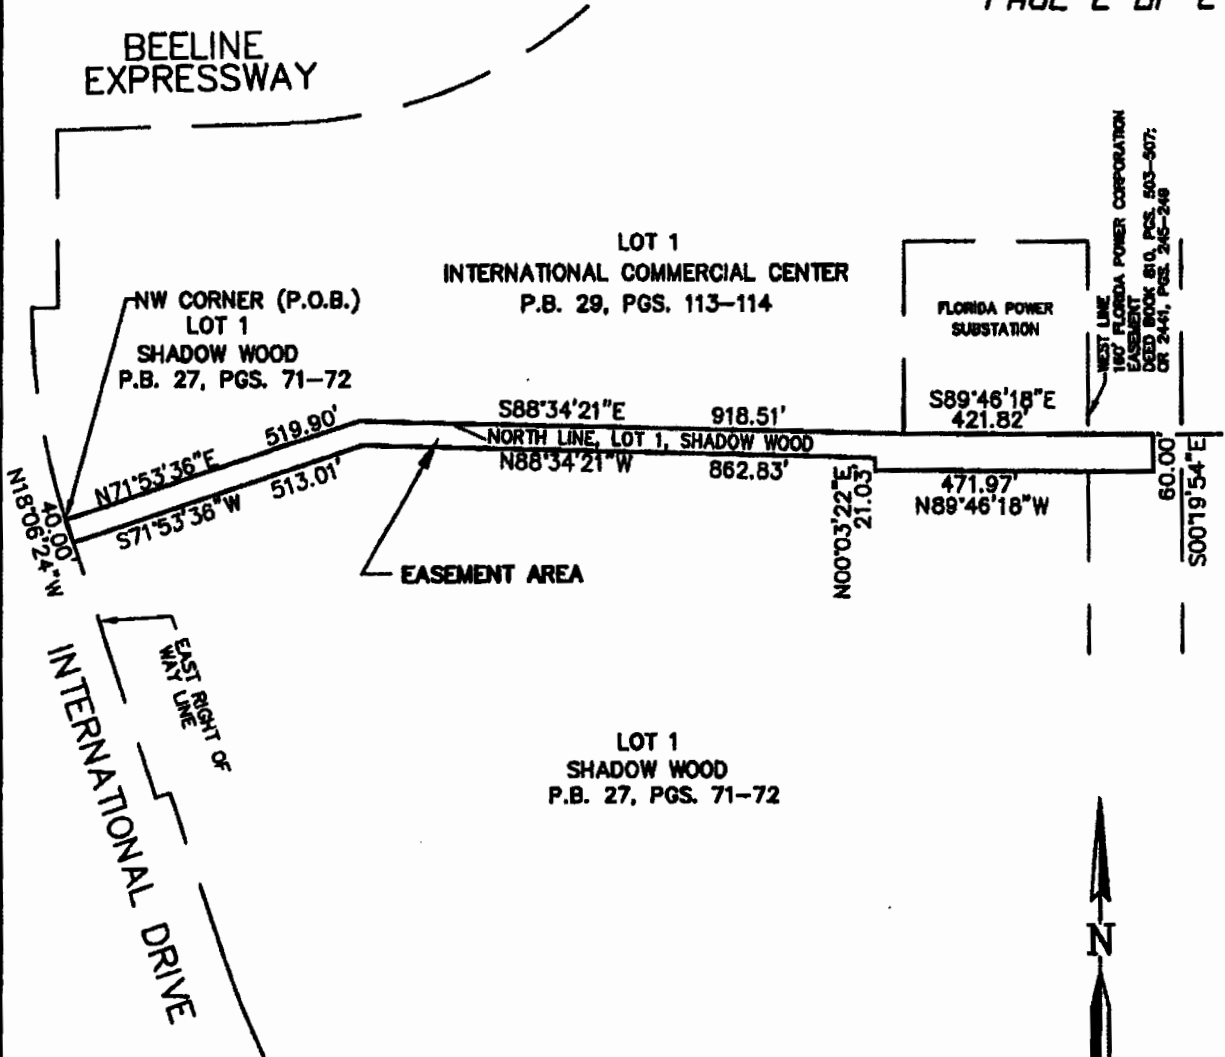 PAGE 2 OF 2
BEELINE
EXPRESSWAY
LOT 1
INTERNATIONAL COMMERCIAL CENTER
P.B. 29, PGS. 113-114
NW CORNER (P.O.B.)
LOT 1
SHADOW WOOD
P.B. 27, PGS. 71-72
FLORIDA POWER
SUBSTATION
WEST LINE
160' FLORIDA POWER CORPORATION
EASEMENT
DEED BOOK 810, PGS. 503-507;
OR 2441, PGS. 245-248
N71°53'36"E
519.90'
S88°34'21"E
918.51'
S89°46'18"E
421.82'
NORTH LINE, LOT 1, SHADOW WOOD
S71°53'36"W
513.01'
N88°34'21"W
862.83'
N00°03'22"E
21.03'
471.97'
N89°46'18"W
60.00'
S00°19'54"E
40.00'
N18°06'24"W
EASEMENT AREA
EAST RIGHT OF
WAY LINE
INTERNATIONAL DRIVE
LOT 1
SHADOW WOOD
P.B. 27, PGS. 71-72
N